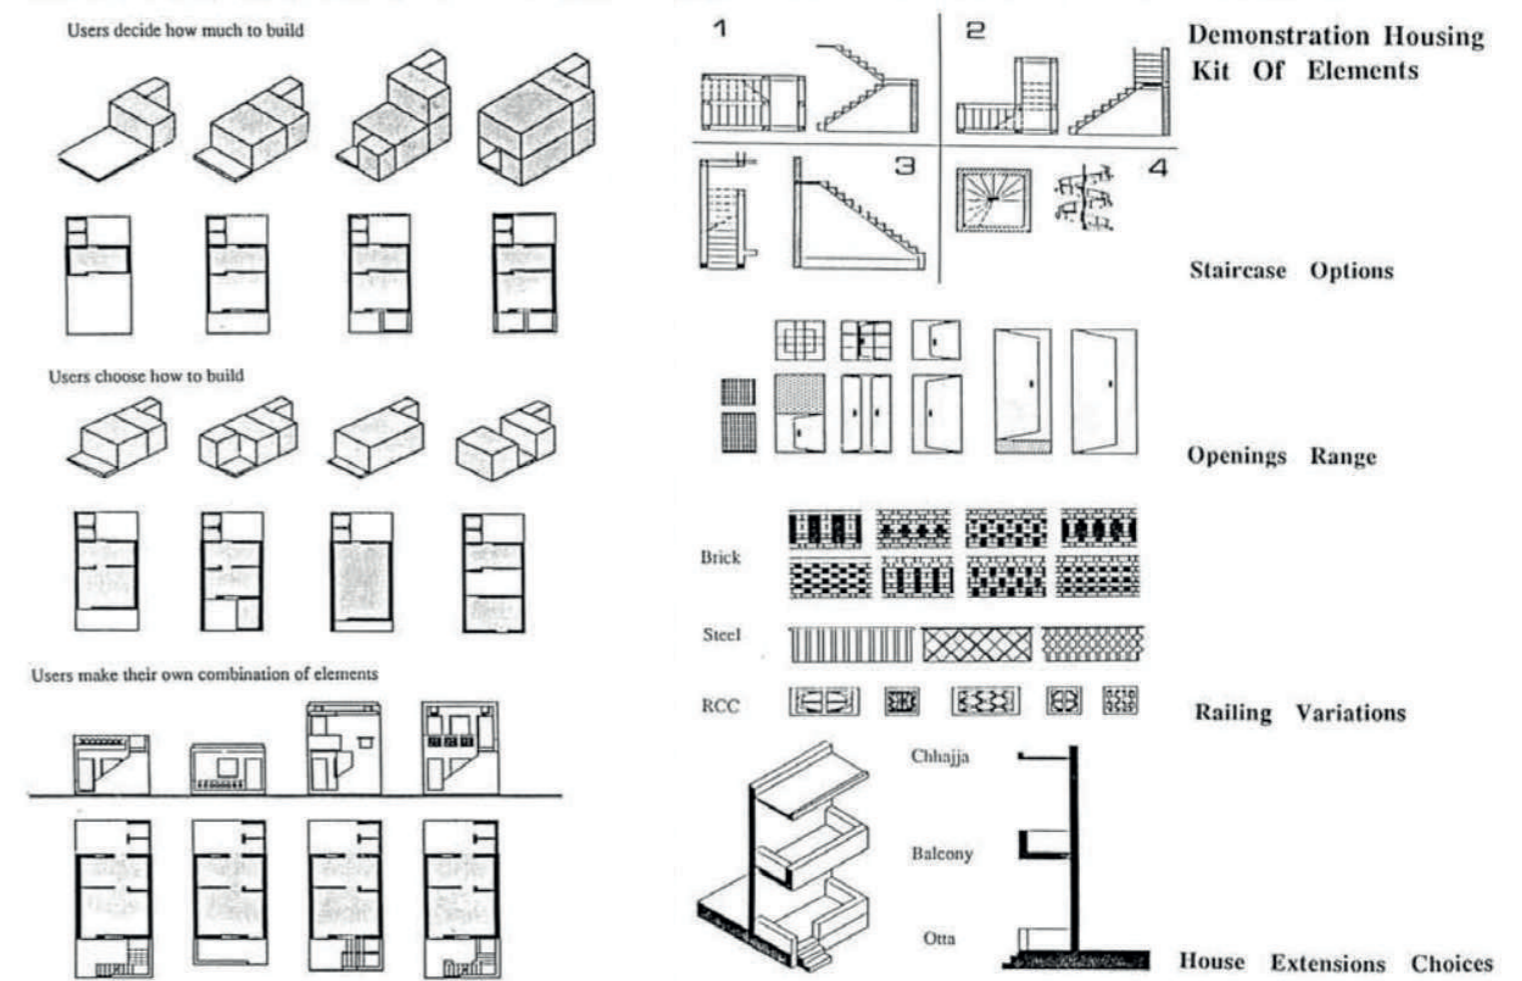 Users decide how much to build
Users choose how to build
Users make their own combination of elements
Demonstration Housing
Kit Of Elements
1
2
3
4
Staircase Options
Openings Range
Brick
Steel
RCC
Railing Variations
Chhajja
Balcony
Otta
House Extensions Choices